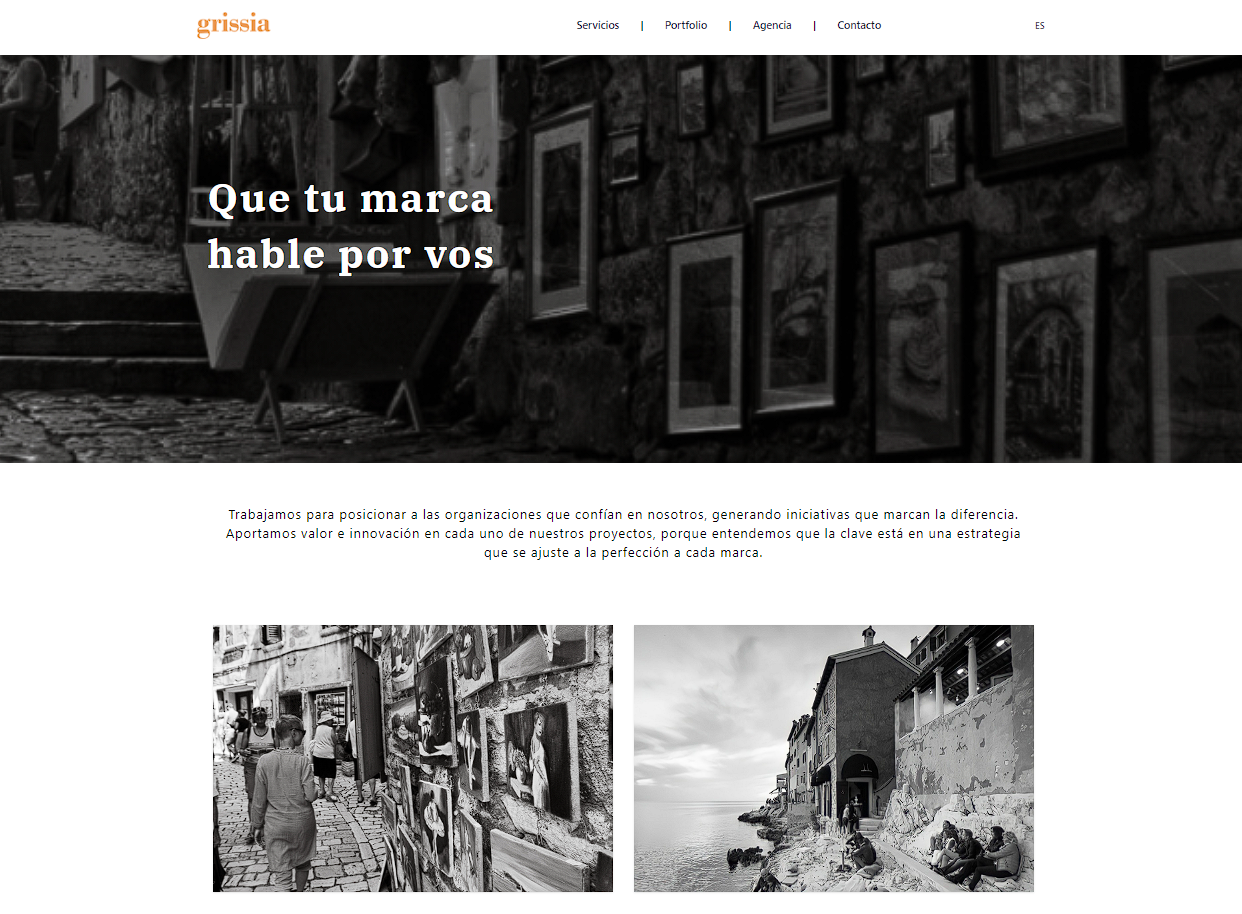 grissia
Servicios | Portfolio | Agencia | Contacto
ES
Que tu marca
hable por vos
Trabajamos para posicionar a las organizaciones que confían en nosotros, generando iniciativas que marcan la diferencia.
Aportamos valor e innovación en cada uno de nuestros proyectos, porque entendemos que la clave está en una estrategia
que se ajuste a la perfección a cada marca.